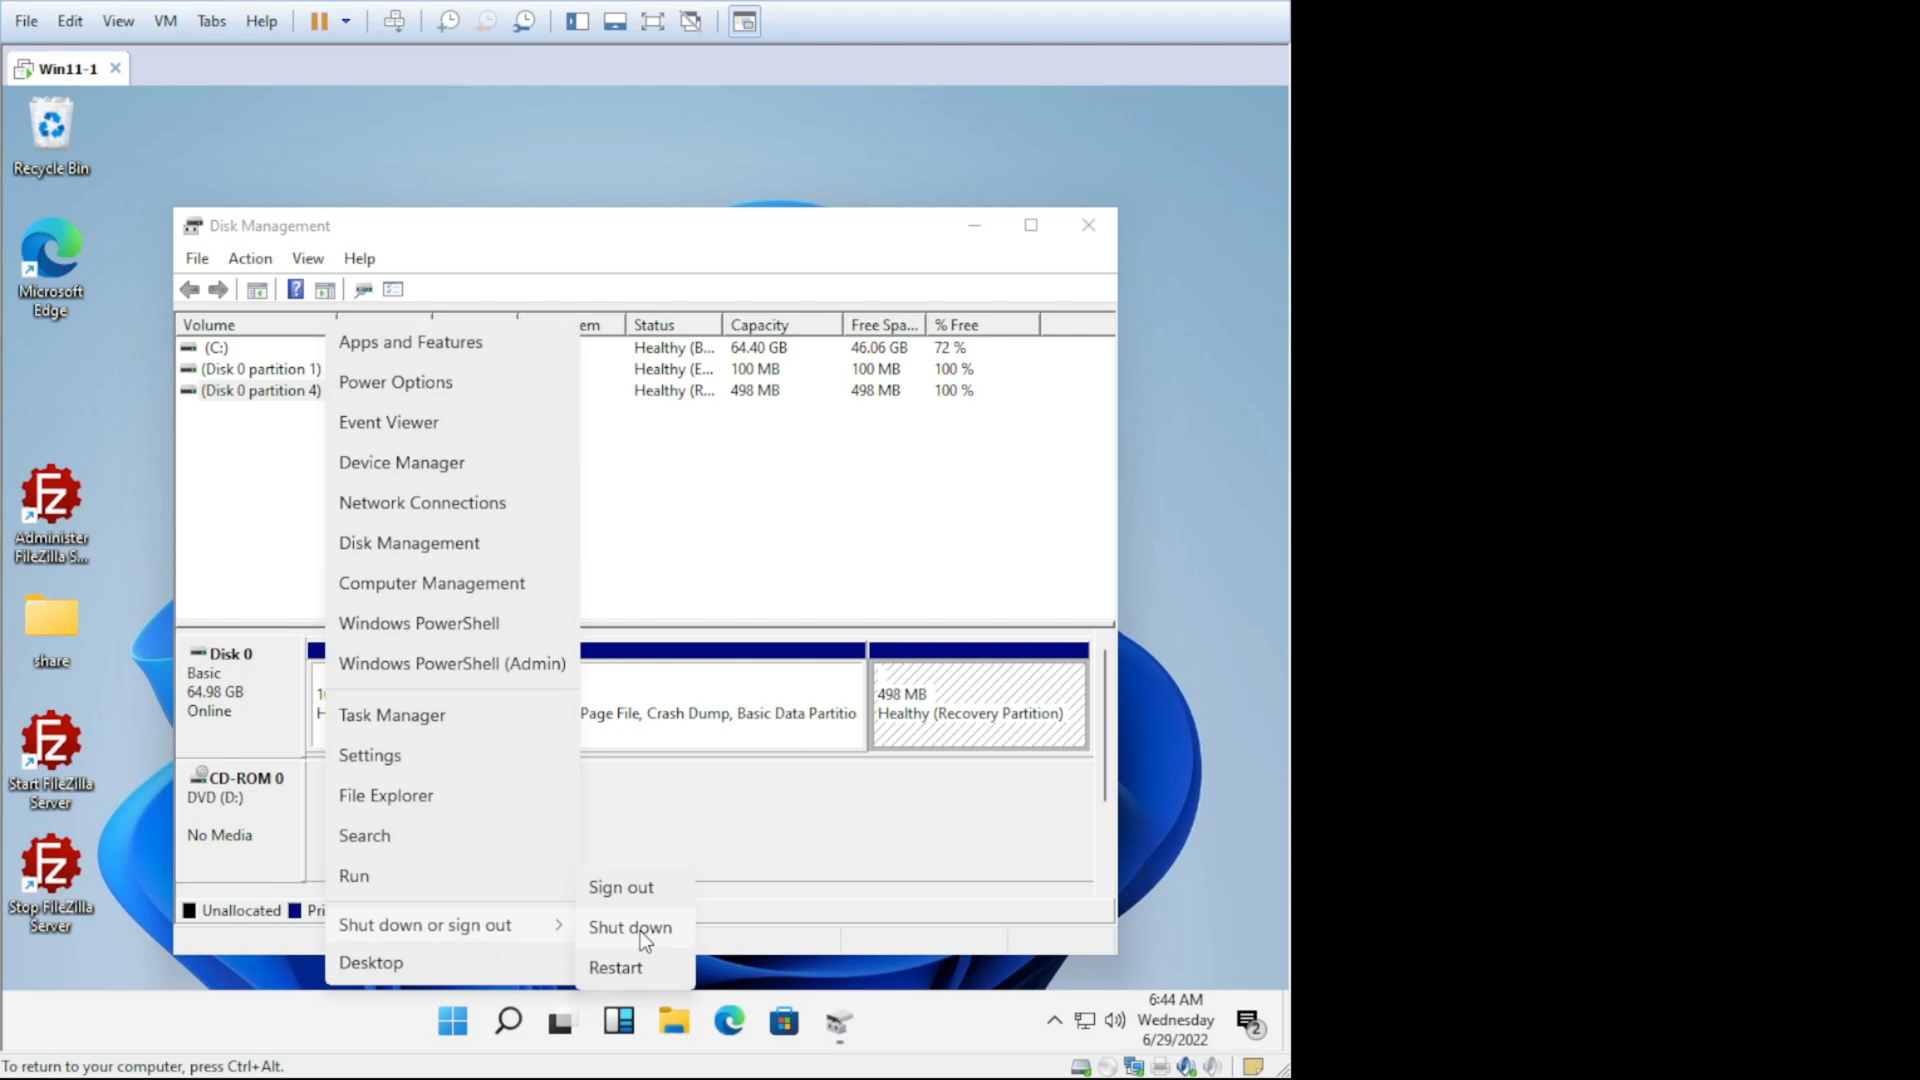 File Edit View VM Tabs Help
Win11-1
Recycle Bin
Microsoft
Edge
Administer
FileZilla S...
share
Start FileZilla
Server
Stop FileZilla
Server
Disk Management
File Action View Help
Volume em Status Capacity Free Spa... % Free
(C:) Healthy (B... 64.40 GB 46.06 GB 72 %
(Disk 0 partition 1) Healthy (E... 100 MB 100 MB 100 %
(Disk 0 partition 4) Healthy (R... 498 MB 498 MB 100 %
Apps and Features
Power Options
Event Viewer
Device Manager
Network Connections
Disk Management
Computer Management
Windows PowerShell
Windows PowerShell (Admin)
Task Manager
Settings
File Explorer
Search
Run
Shut down or sign out
Desktop
Sign out
Shut down
Restart
Disk 0
Basic
64.98 GB
Online
Page File, Crash Dump, Basic Data Partitio
498 MB
Healthy (Recovery Partition)
CD-ROM 0
DVD (D:)
No Media
Unallocated Pri
6:44 AM
Wednesday
6/29/2022
2
To return to your computer, press Ctrl+Alt.